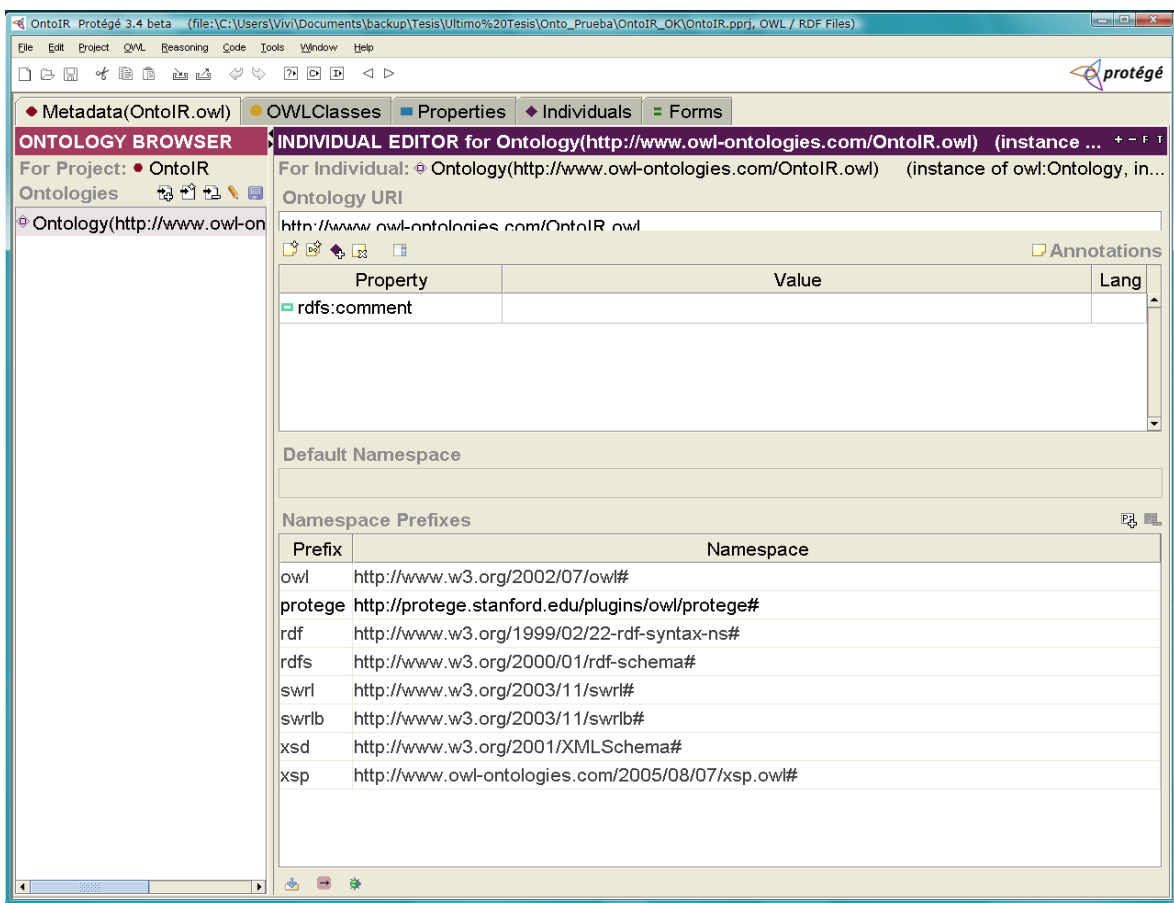 OntoIR Protégé 3.4 beta (file:\C:\Users\Vivi\Documents\backup\Tesis\Ultimo%20Tesis\Onto_Prueba\OntoIR_OK\OntoIR.pprj, OWL / RDF Files)
File Edit Project OWL Reasoning Code Tools Window Help
protégé
Metadata(OntoIR.owl) OWLClasses Properties Individuals Forms
ONTOLOGY BROWSER
For Project: OntoIR
Ontologies
Ontology(http://www.owl-on
INDIVIDUAL EDITOR for Ontology(http://www.owl-ontologies.com/OntoIR.owl) (instance ... + - F T
For Individual: Ontology(http://www.owl-ontologies.com/OntoIR.owl) (instance of owl:Ontology, in...
Ontology URI
http://www.owl-ontologies.com/OntoIR.owl
Annotations
Property Value Lang
rdfs:comment
Default Namespace
Namespace Prefixes
Prefix Namespace
owl http://www.w3.org/2002/07/owl#
protege http://protege.stanford.edu/plugins/owl/protege#
rdf http://www.w3.org/1999/02/22-rdf-syntax-ns#
rdfs http://www.w3.org/2000/01/rdf-schema#
swrl http://www.w3.org/2003/11/swrl#
swrlb http://www.w3.org/2003/11/swrlb#
xsd http://www.w3.org/2001/XMLSchema#
xsp http://www.owl-ontologies.com/2005/08/07/xsp.owl#